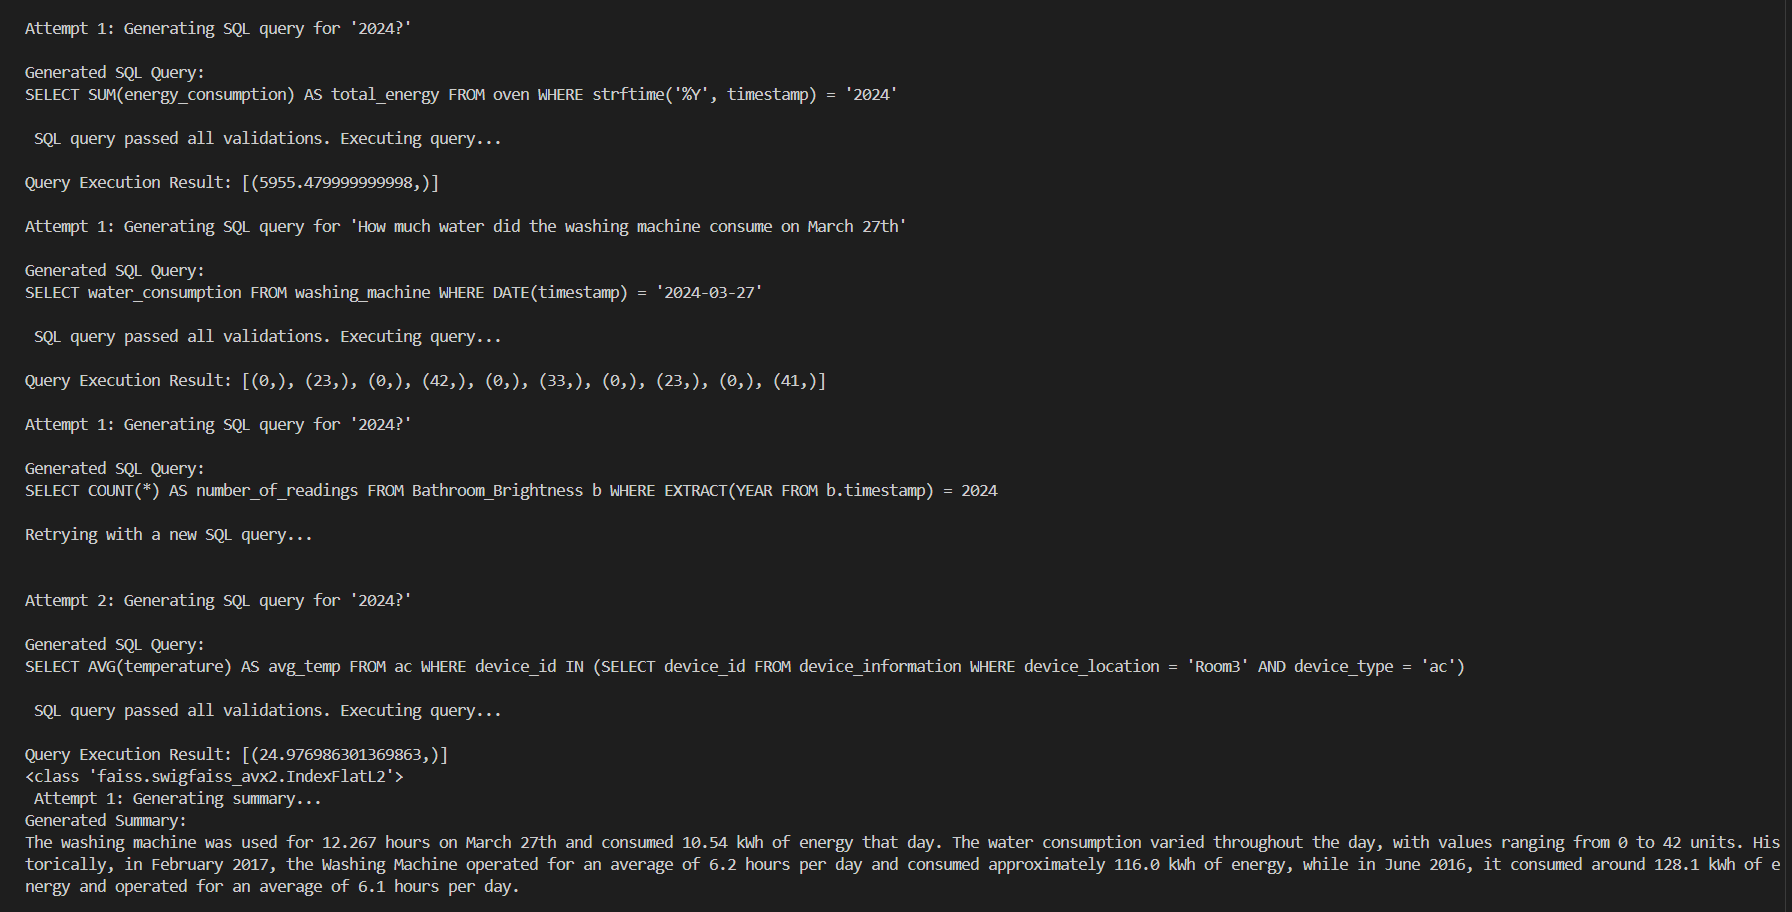 Attempt 1: Generating SQL query for '2024?'
Generated SQL Query:
SELECT SUM(energy_consumption) AS total_energy FROM oven WHERE strftime('%Y', timestamp) = '2024'
SQL query passed all validations. Executing query...
Query Execution Result: [(5955.479999999998,)]
Attempt 1: Generating SQL query for 'How much water did the washing machine consume on March 27th'
Generated SQL Query:
SELECT water_consumption FROM washing_machine WHERE DATE(timestamp) = '2024-03-27'
SQL query passed all validations. Executing query...
Query Execution Result: [(0,), (23,), (0,), (42,), (0,), (33,), (0,), (23,), (0,), (41,)]
Attempt 1: Generating SQL query for '2024?'
Generated SQL Query:
SELECT COUNT(*) AS number_of_readings FROM Bathroom_Brightness b WHERE EXTRACT(YEAR FROM b.timestamp) = 2024
Retrying with a new SQL query...
Attempt 2: Generating SQL query for '2024?'
Generated SQL Query:
SELECT AVG(temperature) AS avg_temp FROM ac WHERE device_id IN (SELECT device_id FROM device_information WHERE device_location = 'Room3' AND device_type = 'ac')
SQL query passed all validations. Executing query...
Query Execution Result: [(24.976986301369863,)]
<class 'faiss.swigfaiss_avx2.IndexFlatL2'>
Attempt 1: Generating summary...
Generated Summary:
The washing machine was used for 12.267 hours on March 27th and consumed 10.54 kWh of energy that day. The water consumption varied throughout the day, with values ranging from 0 to 42 units. His
torically, in February 2017, the Washing Machine operated for an average of 6.2 hours per day and consumed approximately 116.0 kWh of energy, while in June 2016, it consumed around 128.1 kWh of e
nergy and operated for an average of 6.1 hours per day.